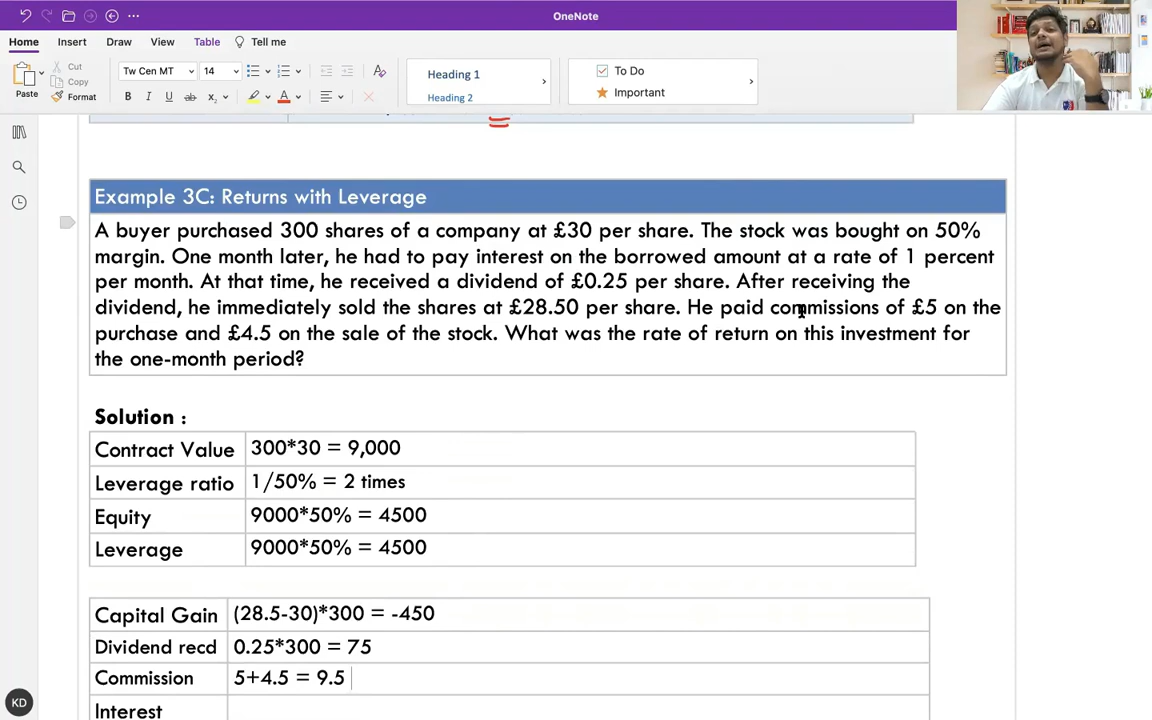 OneNote
Home Insert Draw View Table Tell me
Paste
Cut
Copy
Format
Tw Cen MT 14
B I U ab x₂ A
Heading 1
Heading 2
To Do
Important
Example 3C: Returns with Leverage
A buyer purchased 300 shares of a company at £30 per share. The stock was bought on 50%
margin. One month later, he had to pay interest on the borrowed amount at a rate of 1 percent
per month. At that time, he received a dividend of £0.25 per share. After receiving the
dividend, he immediately sold the shares at £28.50 per share. He paid commissions of £5 on the
purchase and £4.5 on the sale of the stock. What was the rate of return on this investment for
the one-month period?
Solution :
Contract Value 300*30 = 9,000
Leverage ratio 1/50% = 2 times
Equity 9000*50% = 4500
Leverage 9000*50% = 4500
Capital Gain (28.5-30)*300 = -450
Dividend recd 0.25*300 = 75
Commission 5+4.5 = 9.5
Interest
KD